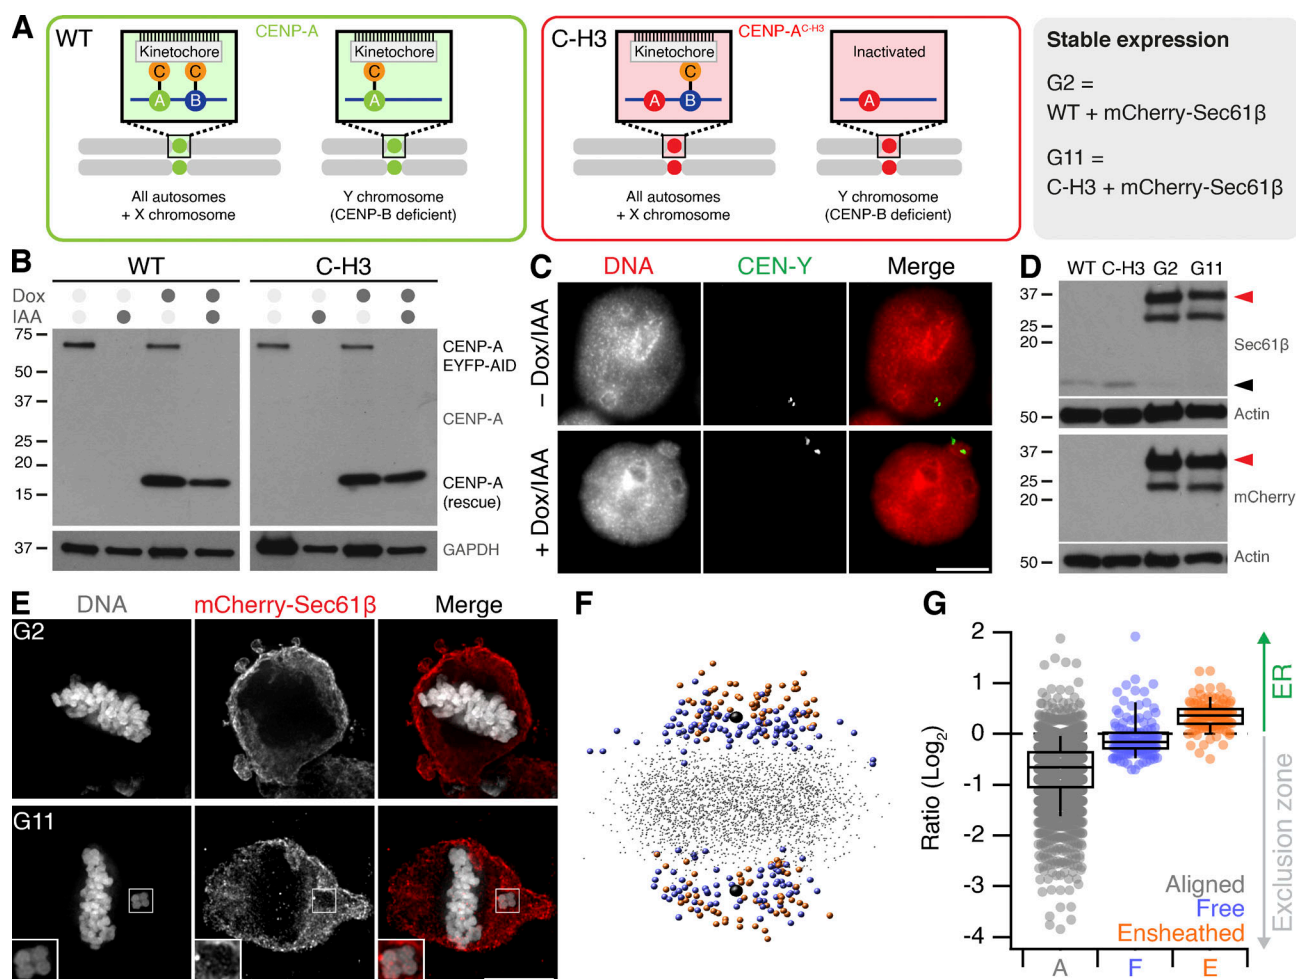 A
WT
CENP-A
Kinetochore
C C
A B
All autosomes
+ X chromosome
Kinetochore
C
A
Y chromosome
(CENP-B deficient)
C-H3
CENP-A^C-H3
Kinetochore
C
A B
All autosomes
+ X chromosome
Inactivated
A
Y chromosome
(CENP-B deficient)
Stable expression
G2 =
WT + mCherry-Sec61β
G11 =
C-H3 + mCherry-Sec61β
B
WT C-H3
Dox
IAA
75
50
37
25
20
15
37
CENP-A
EYFP-AID
CENP-A
CENP-A
(rescue)
GAPDH
C
DNA CEN-Y Merge
– Dox/IAA
+ Dox/IAA
D
WT C-H3 G2 G11
37
25
20
Sec61β
50
Actin
37
25
20
mCherry
50
Actin
E
DNA mCherry-Sec61β Merge
G2
G11
F
G
Ratio (Log₂)
2
1
0
-1
-2
-3
-4
ER
Exclusion zone
Aligned
Free
Ensheathed
A F E